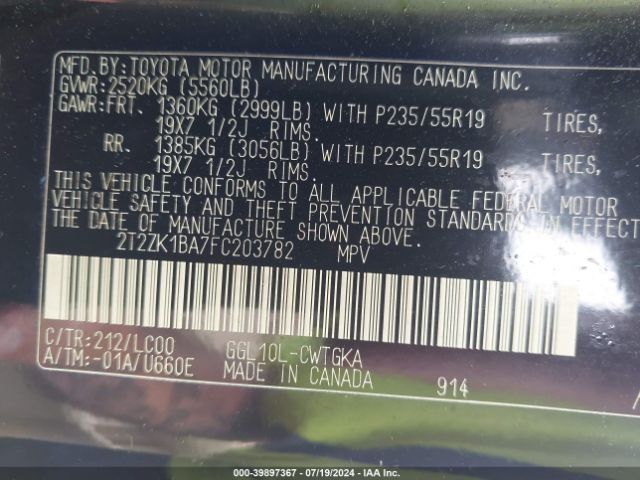 MFD.BY:TOYOTA MOTOR MANUFACTURING CANADA INC.
GVWR:2520KG (5560LB)
GAWR:FRT. 1360KG (2999LB) WITH P235/55R19 TIRES,
19X7 1/2J RIMS.
RR. 1385KG (3056LB) WITH P235/55R19 TIRES,
19X7 1/2J RIMS.
THIS VEHICLE CONFORMS TO ALL APPLICABLE FEDERAL MOTOR
VEHICLE SAFETY AND THEFT PREVENTION STANDARDS IN EFFECT
THE DATE OF MANUFACTURE SHOWN ABOVE.
2T2ZK1BA7FC203782 MPV
C/TR:212/LC00 GGL10L-CWTGKA
A/TM:-01A/U660E MADE IN CANADA 914
000-39897367 - 07/19/2024 - IAA Inc.